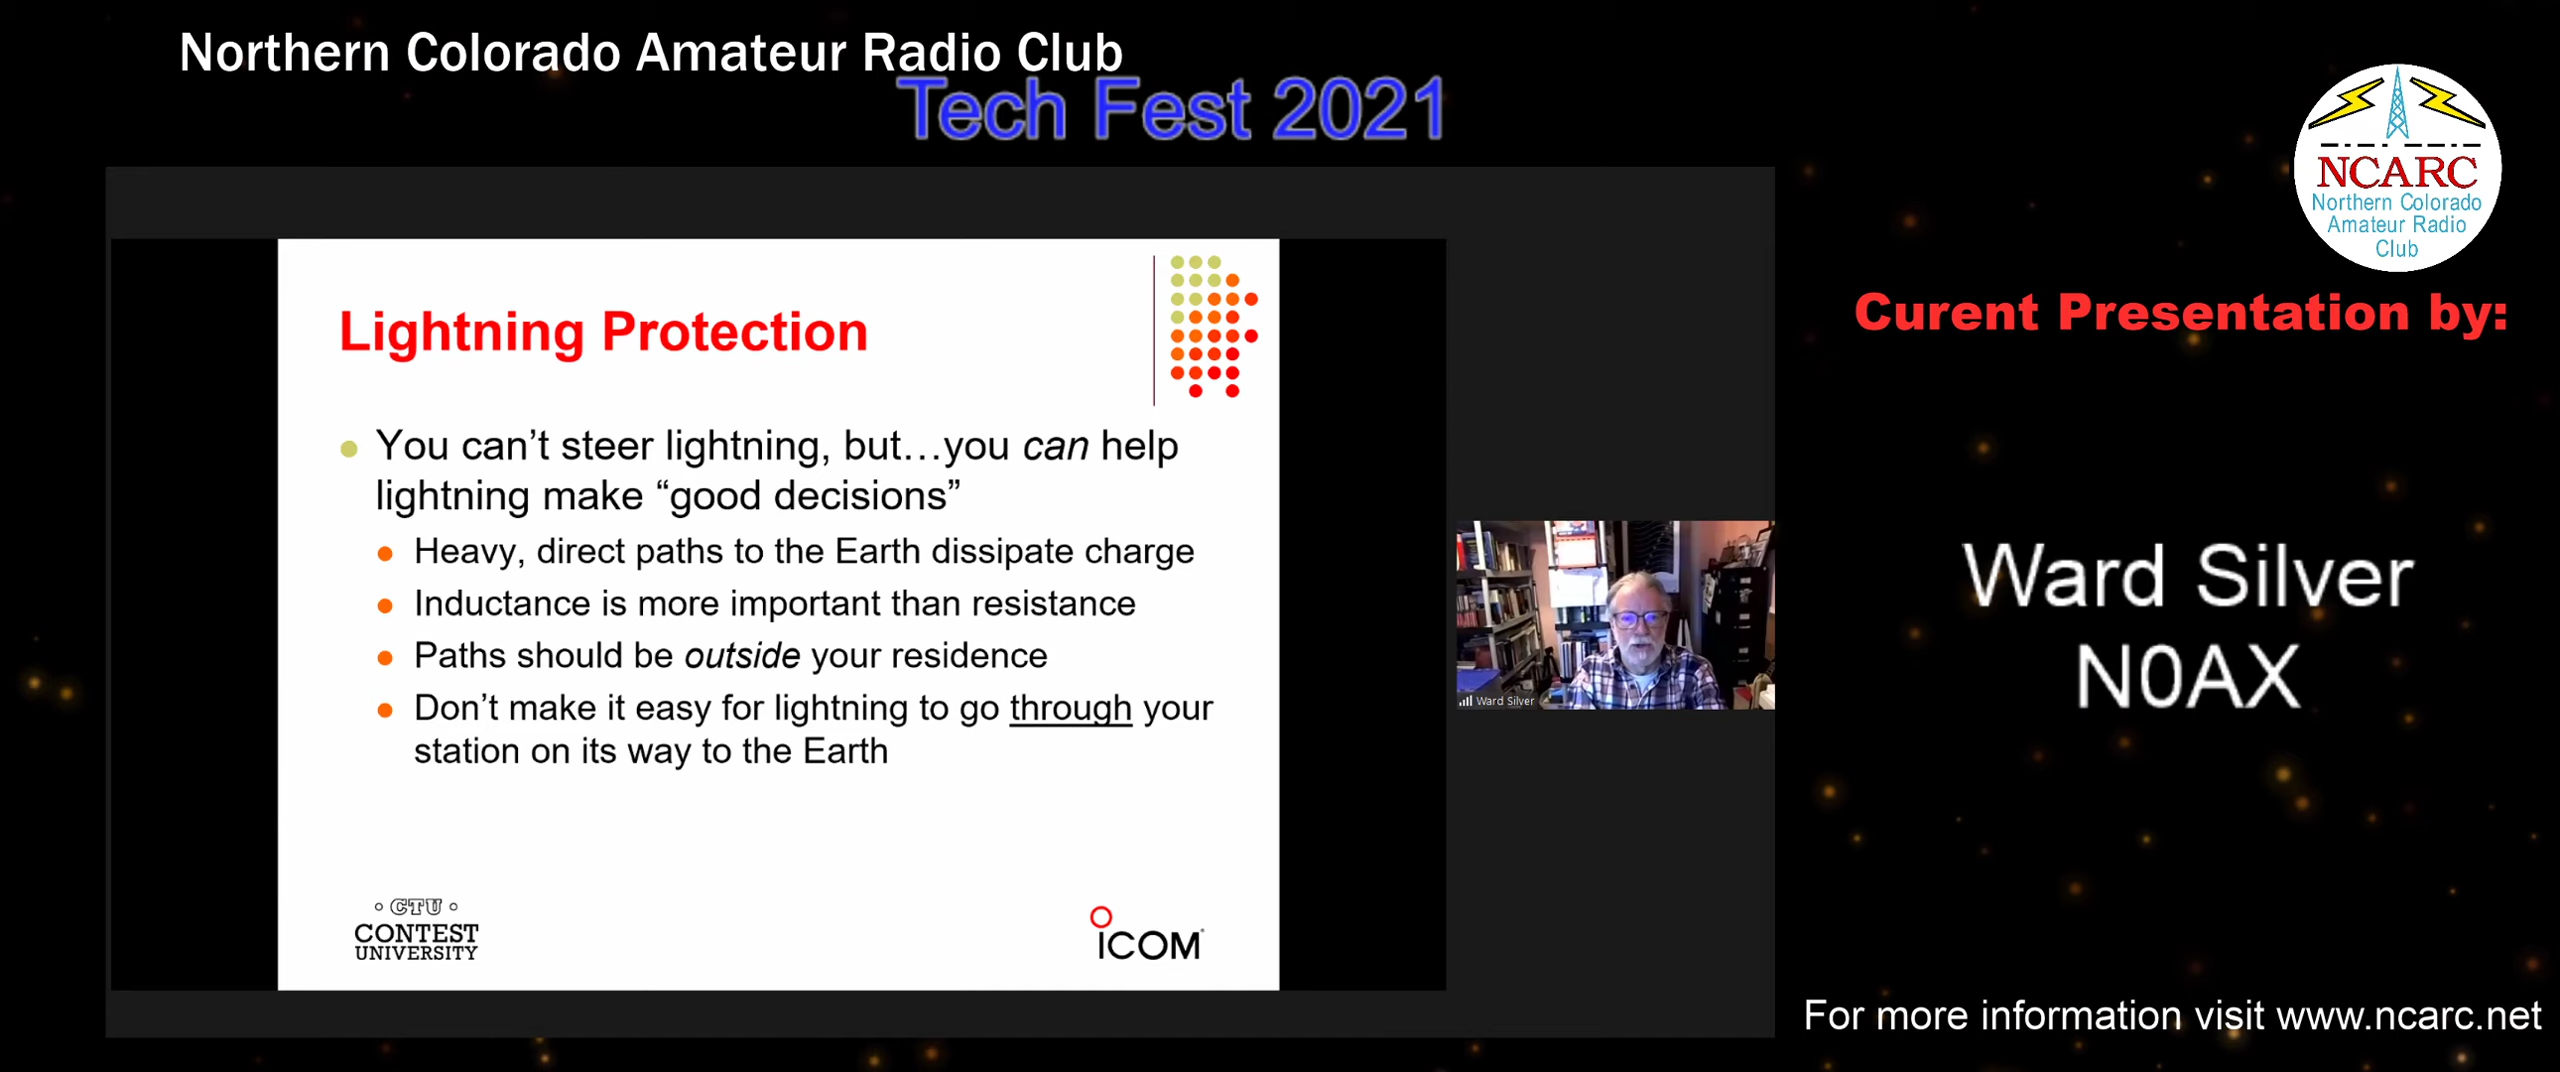 Northern Colorado Amateur Radio Club
Tech Fest 2021
NCARC
Northern Colorado
Amateur Radio
Club
Curent Presentation by:
Lightning Protection
You can’t steer lightning, but…you can help
lightning make “good decisions”
Heavy, direct paths to the Earth dissipate charge
Inductance is more important than resistance
Paths should be outside your residence
Don’t make it easy for lightning to go through your
station on its way to the Earth
CTU
CONTEST
UNIVERSITY
ICOM
Ward Silver
Ward Silver
N0AX
For more information visit www.ncarc.net